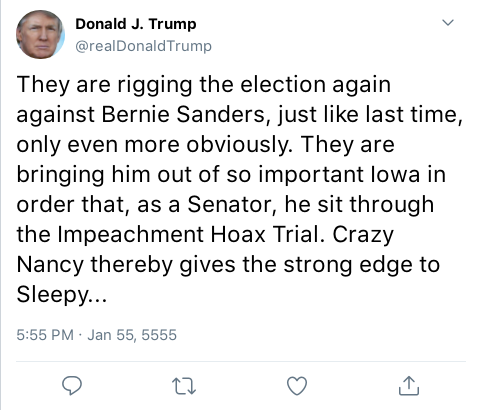 Donald J. Trump
@realDonaldTrump
They are rigging the election again
against Bernie Sanders, just like last time,
only even more obviously. They are
bringing him out of so important Iowa in
order that, as a Senator, he sit through
the Impeachment Hoax Trial. Crazy
Nancy thereby gives the strong edge to
Sleepy...
5:55 PM · Jan 55, 5555